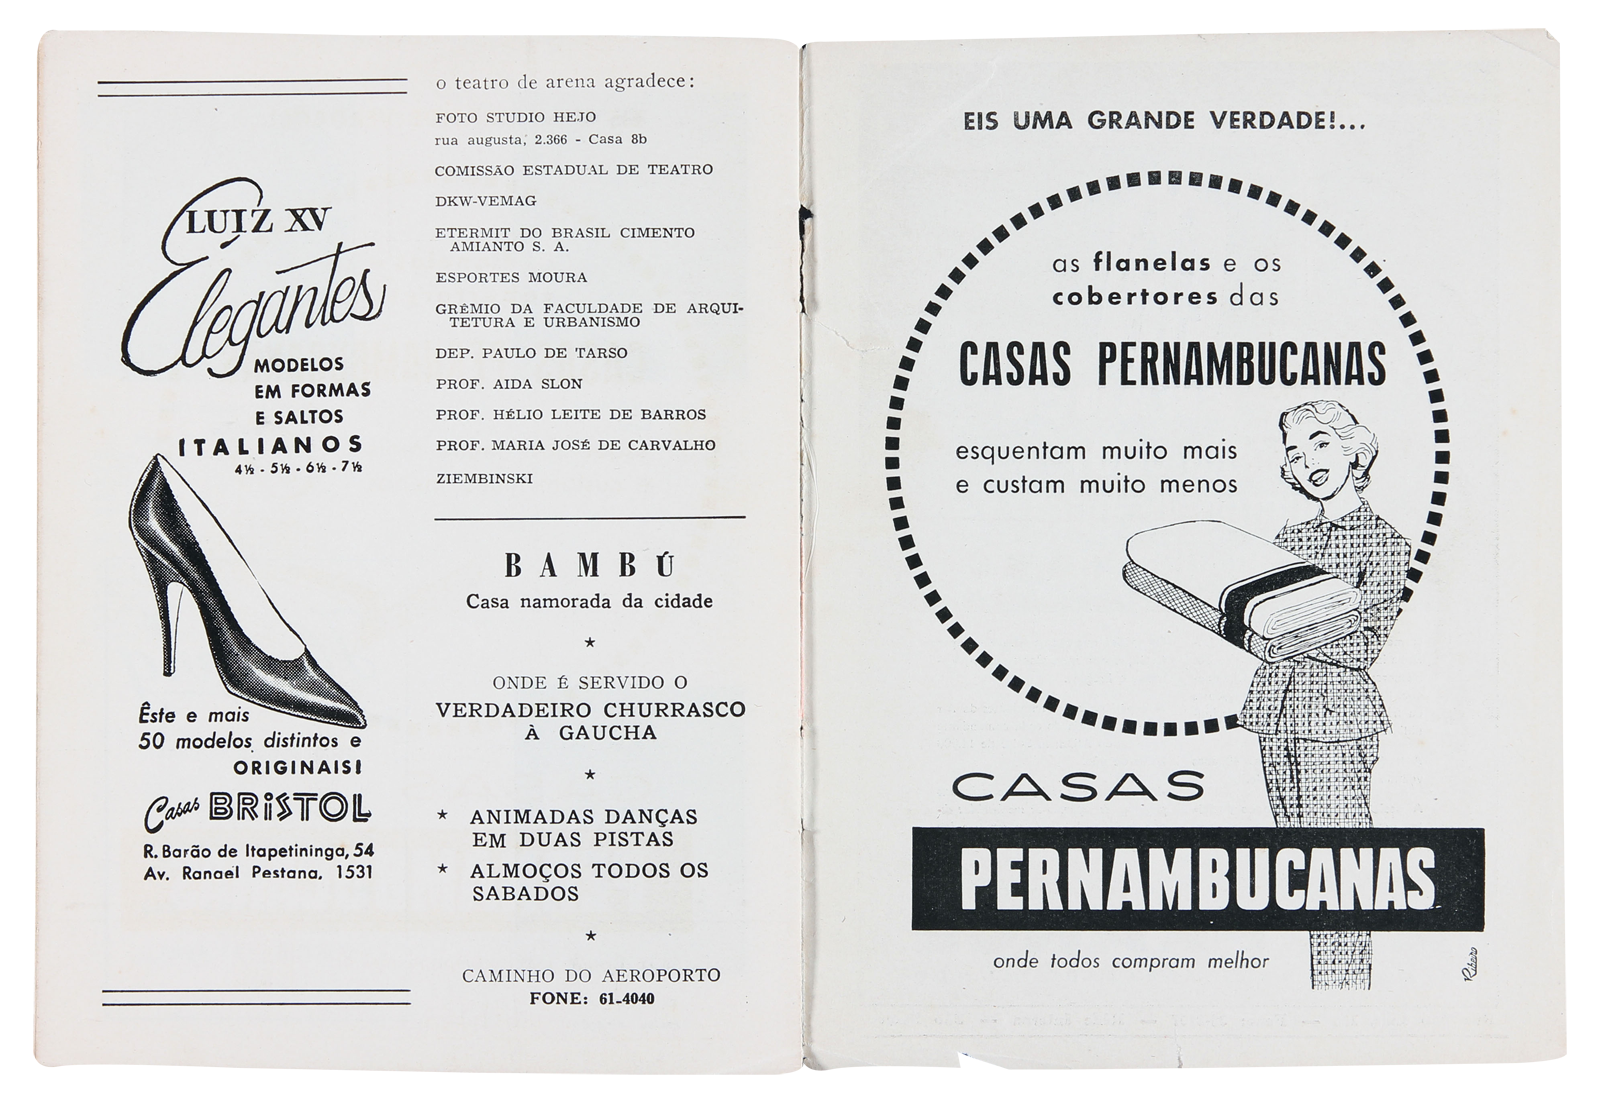 LUIZ XV
Elegantes
MODELOS
EM FORMAS
E SALTOS
ITALIANOS
4½ - 5½ - 6½ - 7½
Êste e mais
50 modelos distintos e
ORIGINAIS!
Casas BRISTOL
R. Barão de Itapetininga, 54
Av. Rangel Pestana, 1531
o teatro de arena agradece:
FOTO STUDIO HEJO
rua augusta, 2.366 - Casa 8b
COMISSÃO ESTADUAL DE TEATRO
DKW-VEMAG
ETERMIT DO BRASIL CIMENTO
AMIANTO S. A.
ESPORTES MOURA
GRÊMIO DA FACULDADE DE ARQUI-
TETURA E URBANISMO
DEP. PAULO DE TARSO
PROF. AIDA SLON
PROF. HÉLIO LEITE DE BARROS
PROF. MARIA JOSÉ DE CARVALHO
ZIEMBINSKI
BAMBÚ
Casa namorada da cidade
★
ONDE É SERVIDO O
VERDADEIRO CHURRASCO
À GAUCHA
★
★ ANIMADAS DANÇAS
EM DUAS PISTAS
★ ALMOÇOS TODOS OS
SABADOS
★
CAMINHO DO AEROPORTO
FONE: 61-4040
EIS UMA GRANDE VERDADE!...
as flanelas e os
cobertores das
CASAS PERNAMBUCANAS
esquentam muito mais
e custam muito menos
CASAS
PERNAMBUCANAS
onde todos compram melhor
Ribeiro